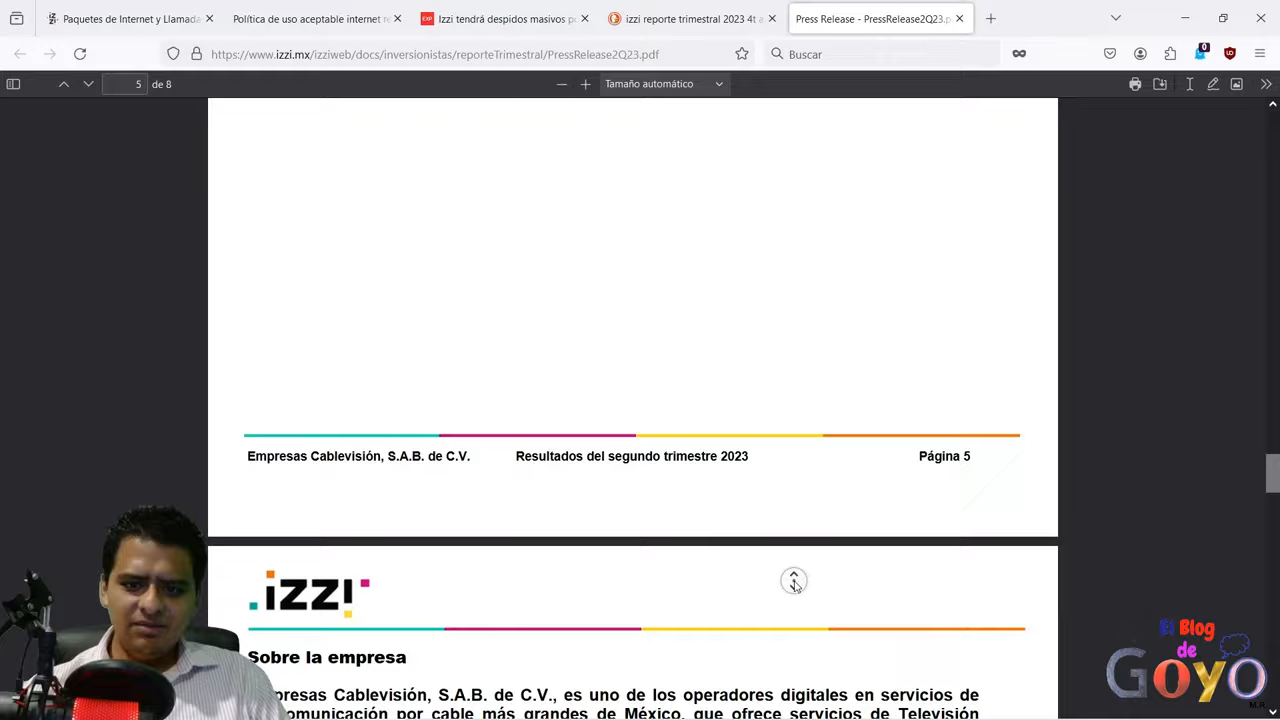 Paquetes de Internet y Llamada
Política de uso aceptable internet re
Izzi tendrá despidos masivos pu
izzi reporte trimestral 2023 4t a
Press Release - PressRelease2Q23.p
https://www.izzi.mx/izziweb/docs/inversionistas/reporteTrimestral/PressRelease2Q23.pdf
Buscar
0
5 de 8
Tamaño automático
Empresas Cablevisión, S.A.B. de C.V. Resultados del segundo trimestre 2023 Página 5
izzi
Sobre la empresa
presas Cablevisión, S.A.B. de C.V., es uno de los operadores digitales en servicios de
comunicación por cable más grandes de México, que ofrece servicios de Televisión
El Blog
de
Goyo
M.R.